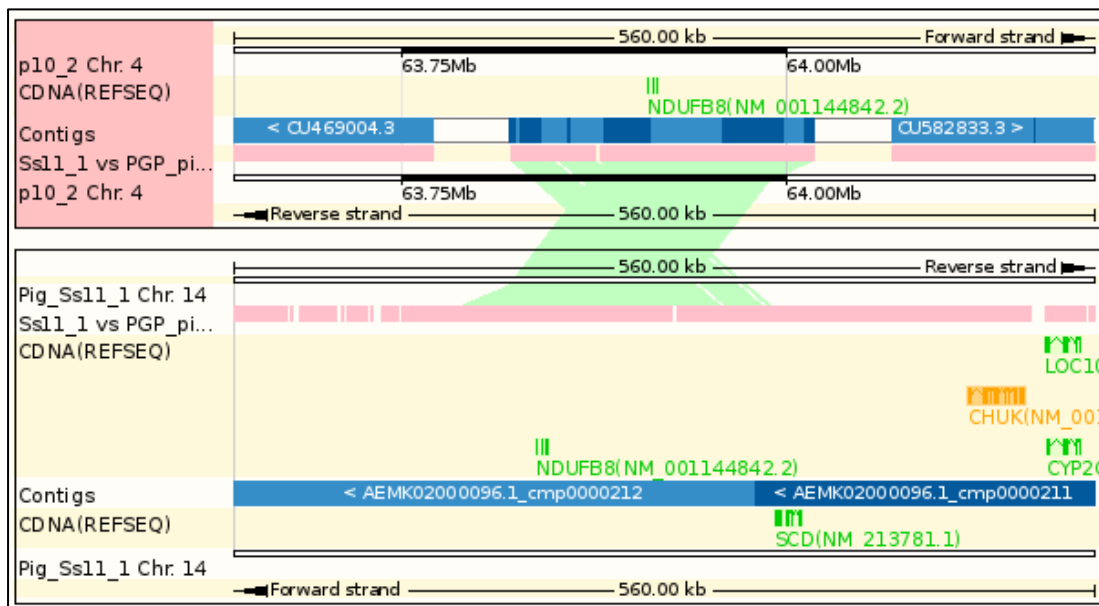 560.00 kb Forward strand
p10_2 Chr. 4 63.75Mb 64.00Mb
CDNA(REFSEQ)
NDUFB8(NM_001144842.2)
Contigs < CU469004.3 CU582833.3 >
Ss11_1 vs PGP_pi...
p10_2 Chr. 4 63.75Mb 64.00Mb
Reverse strand 560.00 kb
560.00 kb Reverse strand
Pig_Ss11_1 Chr. 14
Ss11_1 vs PGP_pi...
CDNA(REFSEQ)
LOC10
CHUK(NM_001
NDUFB8(NM_001144842.2) CYP2C
Contigs < AEMK02000096.1_cmp0000212 < AEMK02000096.1_cmp0000211
CDNA(REFSEQ)
SCD(NM_213781.1)
Pig_Ss11_1 Chr. 14
Forward strand 560.00 kb